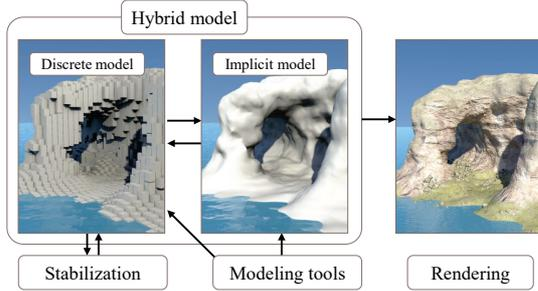 Hybrid model
Discrete model
Implicit model
Stabilization
Modeling tools
Rendering